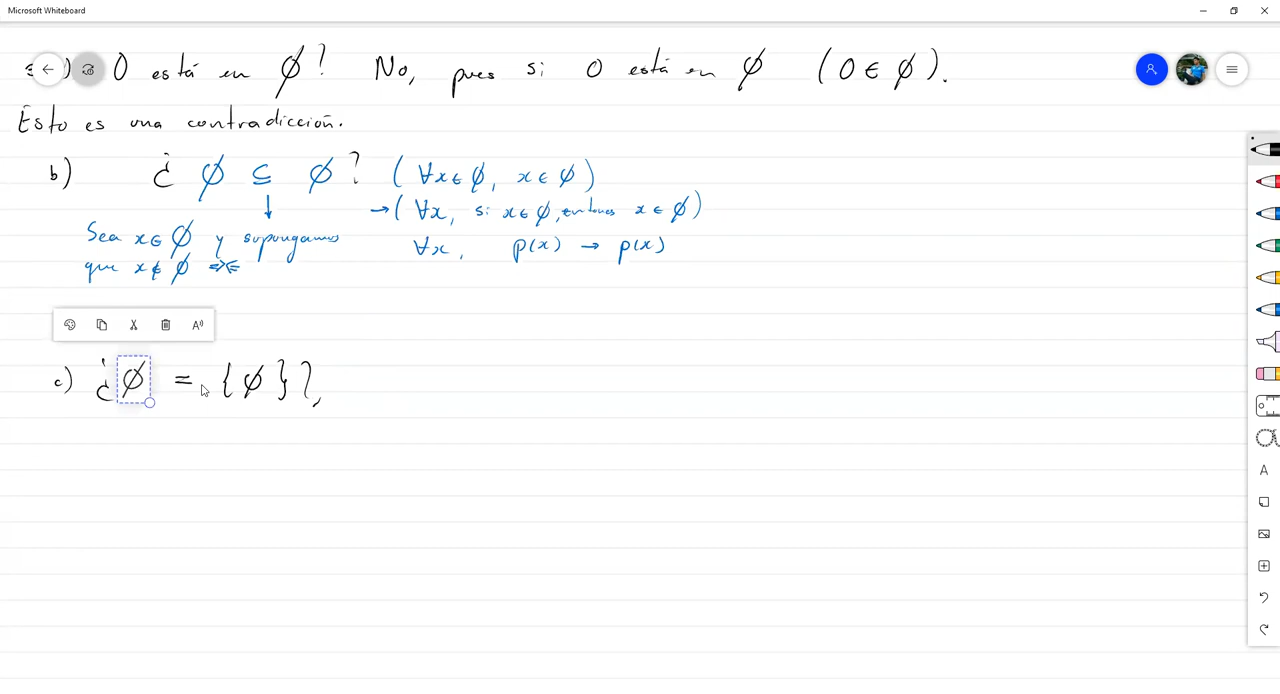 Microsoft Whiteboard
) 0 está en ∅? No, pues si 0 está en ∅ (0 ∈ ∅).
Esto es una contradicción.
b) ¿ ∅ ⊆ ∅? (∀x∈∅, x∈∅)
→(∀x, si x∈∅, entonces x∈∅)
Sea x∈∅ y supongamos
∀x, p(x) → p(x)
que x∉∅ ⇒⇐
c) ¿∅ = {∅}?
A